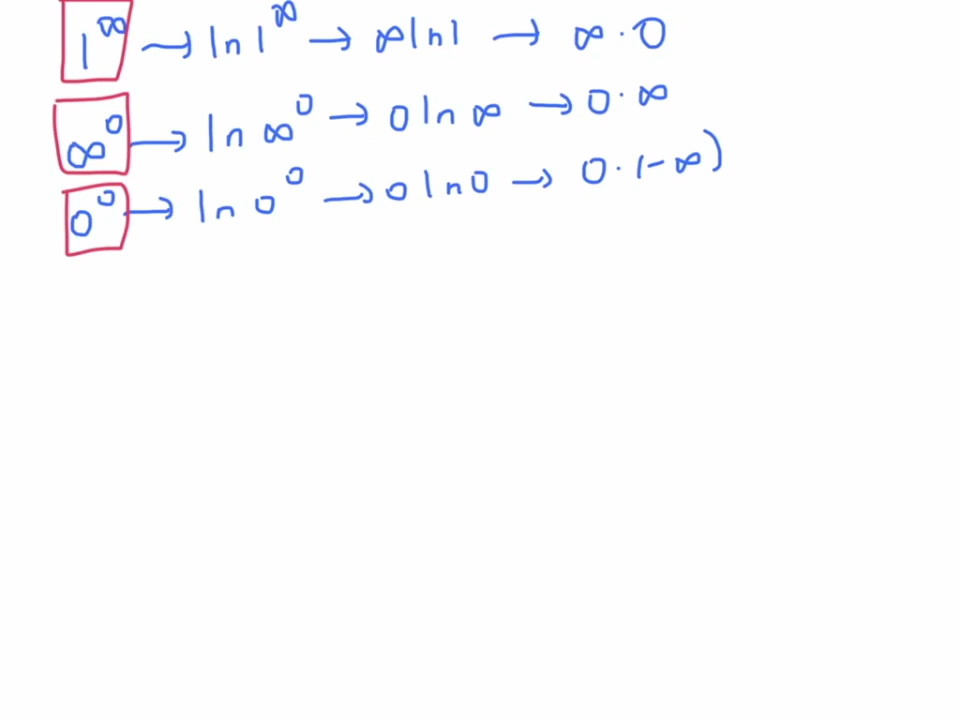 1^∞ → ln 1^∞ → ∞ ln 1 → ∞ · 0
∞^0 → ln ∞^0 → 0 ln ∞ → 0 · ∞
0^0 → ln 0^0 → 0 ln 0 → 0 · (-∞)